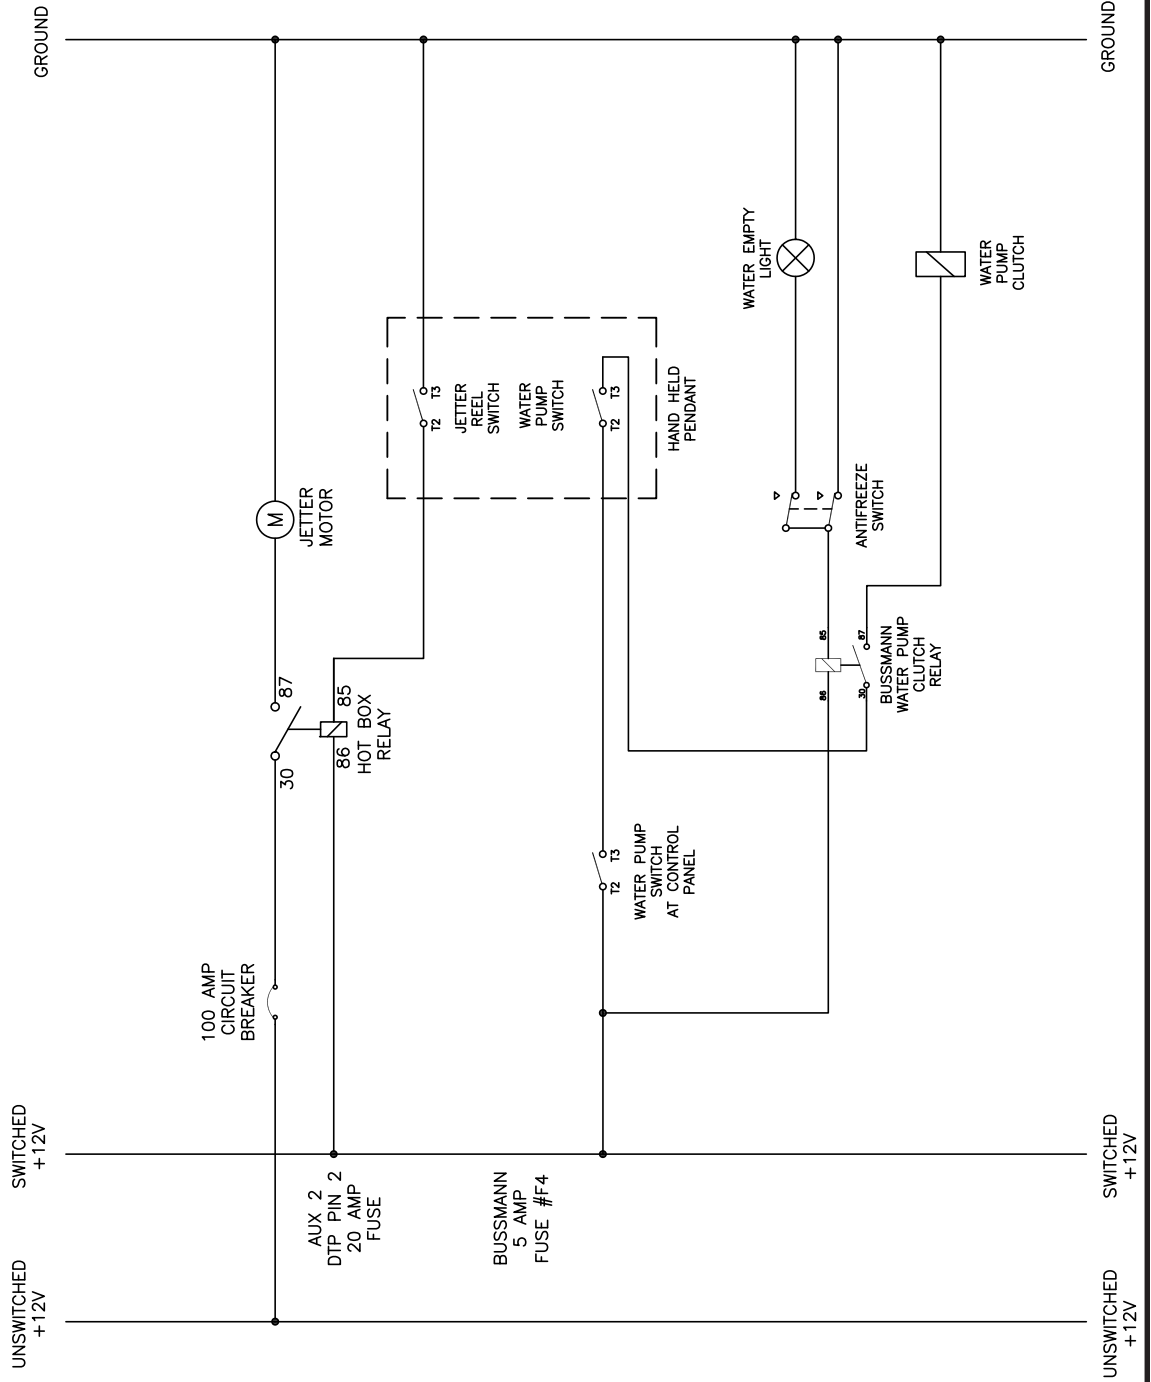 UNSWITCHED
+12V
SWITCHED
+12V
GROUND
100 AMP
CIRCUIT
BREAKER
30
87
M
JETTER
MOTOR
AUX 2
DTP PIN 2
20 AMP
FUSE
86
85
HOT BOX
RELAY
T2
T3
JETTER
REEL
SWITCH
BUSSMANN
5 AMP
FUSE #F4
WATER
PUMP
SWITCH
T2
T3
WATER PUMP
SWITCH
AT CONTROL
PANEL
T2
T3
HAND HELD
PENDANT
WATER EMPTY
LIGHT
86
85
ANTIFREEZE
SWITCH
30
87
BUSSMANN
WATER PUMP
CLUTCH
RELAY
WATER
PUMP
CLUTCH
UNSWITCHED
+12V
SWITCHED
+12V
GROUND